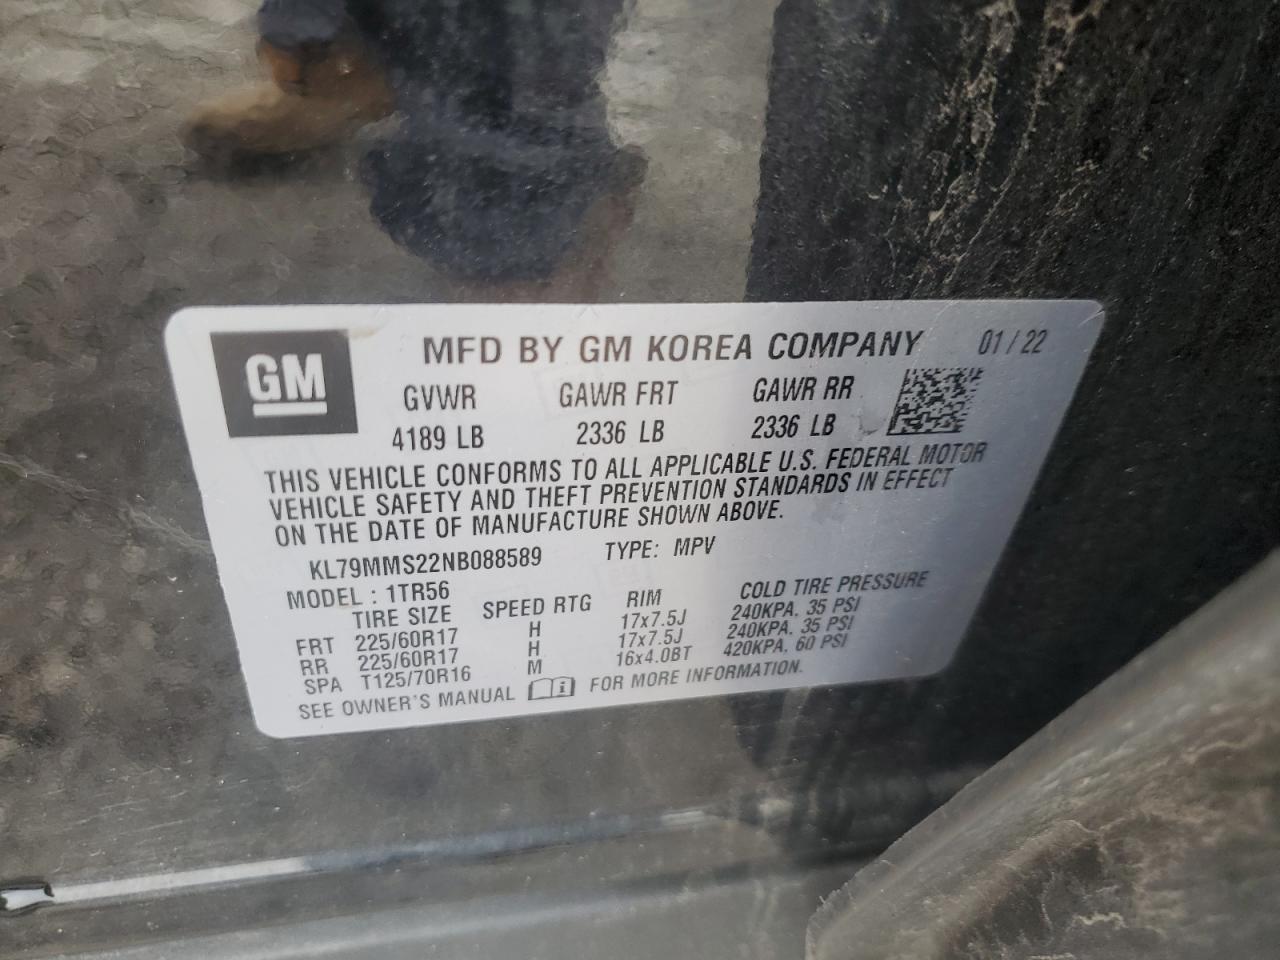 GM
MFD BY GM KOREA COMPANY 01/22
GVWR GAWR FRT GAWR RR
4189 LB 2336 LB 2336 LB
THIS VEHICLE CONFORMS TO ALL APPLICABLE U.S. FEDERAL MOTOR
VEHICLE SAFETY AND THEFT PREVENTION STANDARDS IN EFFECT
ON THE DATE OF MANUFACTURE SHOWN ABOVE.
KL79MMS22NB088589 TYPE: MPV
MODEL : 1TR56
TIRE SIZE SPEED RTG RIM COLD TIRE PRESSURE
FRT 225/60R17 H 17x7.5J 240KPA, 35 PSI
RR 225/60R17 H 17x7.5J 240KPA, 35 PSI
SPA T125/70R16 M 16x4.0BT 420KPA, 60 PSI
SEE OWNER'S MANUAL FOR MORE INFORMATION.